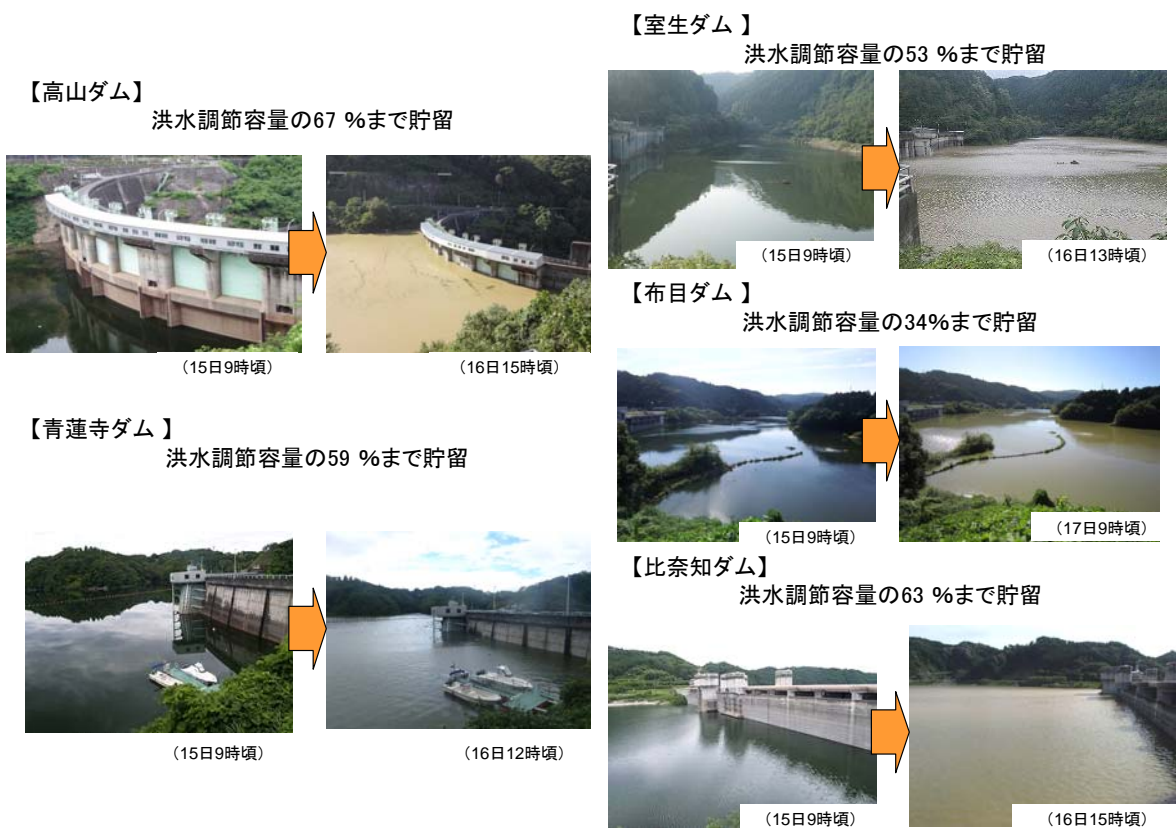 【高山ダム】
洪水調節容量の67 %まで貯留
（15日9時頃）
（16日15時頃）
【青蓮寺ダム 】
洪水調節容量の59 %まで貯留
（15日9時頃）
（16日12時頃）
【室生ダム 】
洪水調節容量の53 %まで貯留
（15日9時頃）
（16日13時頃）
【布目ダム 】
洪水調節容量の34%まで貯留
（15日9時頃）
（17日9時頃）
【比奈知ダム】
洪水調節容量の63 %まで貯留
（15日9時頃）
（16日15時頃）